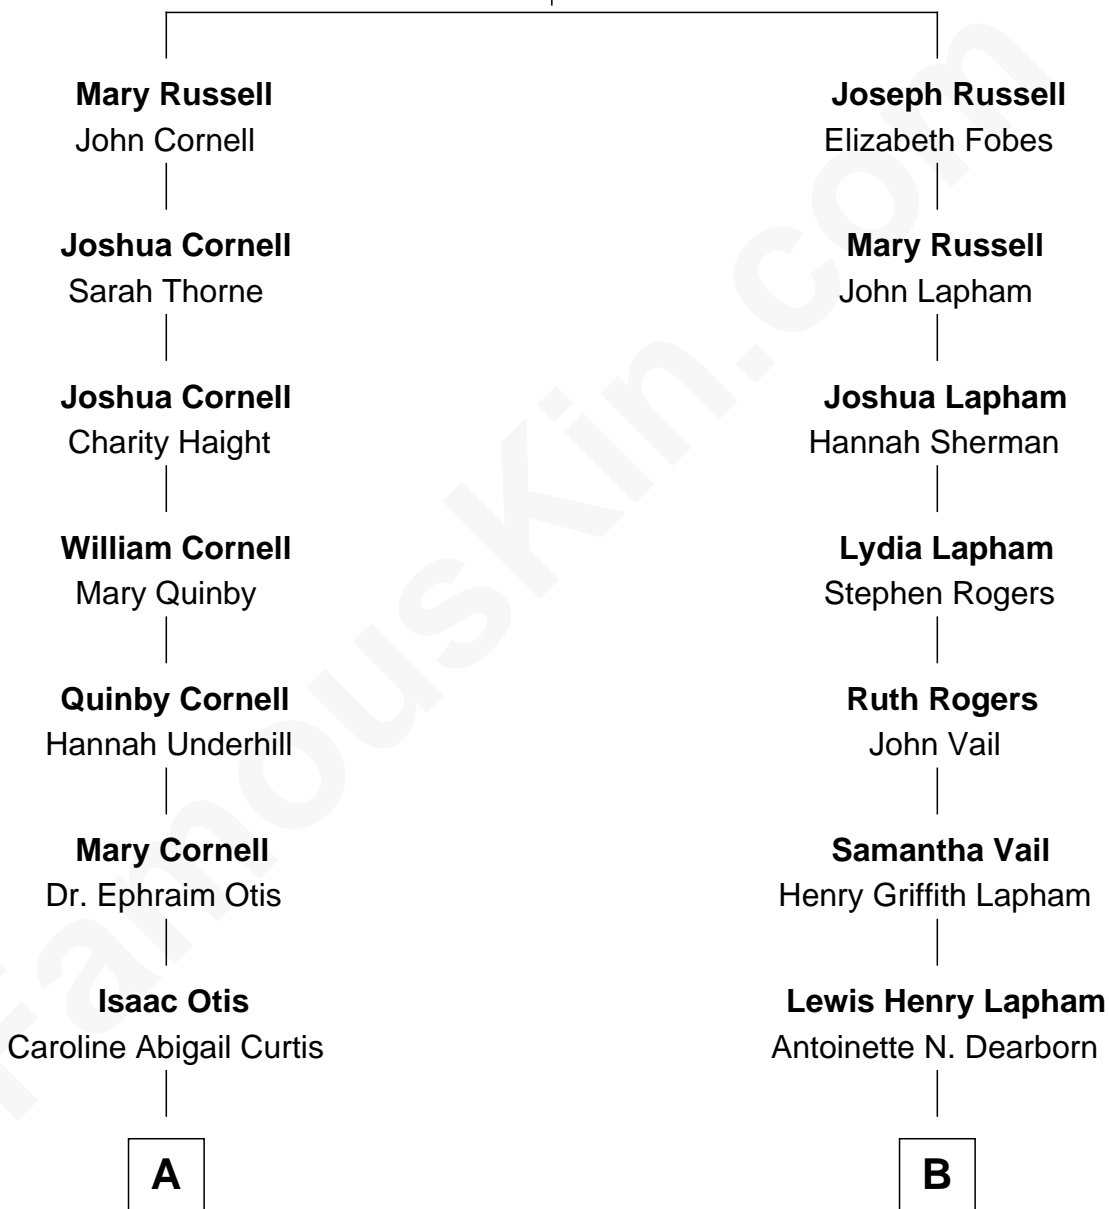 Mary Russell
John Cornell
Joseph Russell
Elizabeth Fobes
Joshua Cornell
Sarah Thorne
Mary Russell
John Lapham
Joshua Cornell
Charity Haight
Joshua Lapham
Hannah Sherman
William Cornell
Mary Quinby
Lydia Lapham
Stephen Rogers
Quinby Cornell
Hannah Underhill
Ruth Rogers
John Vail
Mary Cornell
Dr. Ephraim Otis
Samantha Vail
Henry Griffith Lapham
Isaac Otis
Caroline Abigail Curtis
Lewis Henry Lapham
Antoinette N. Dearborn
A
B
FamousKin.com